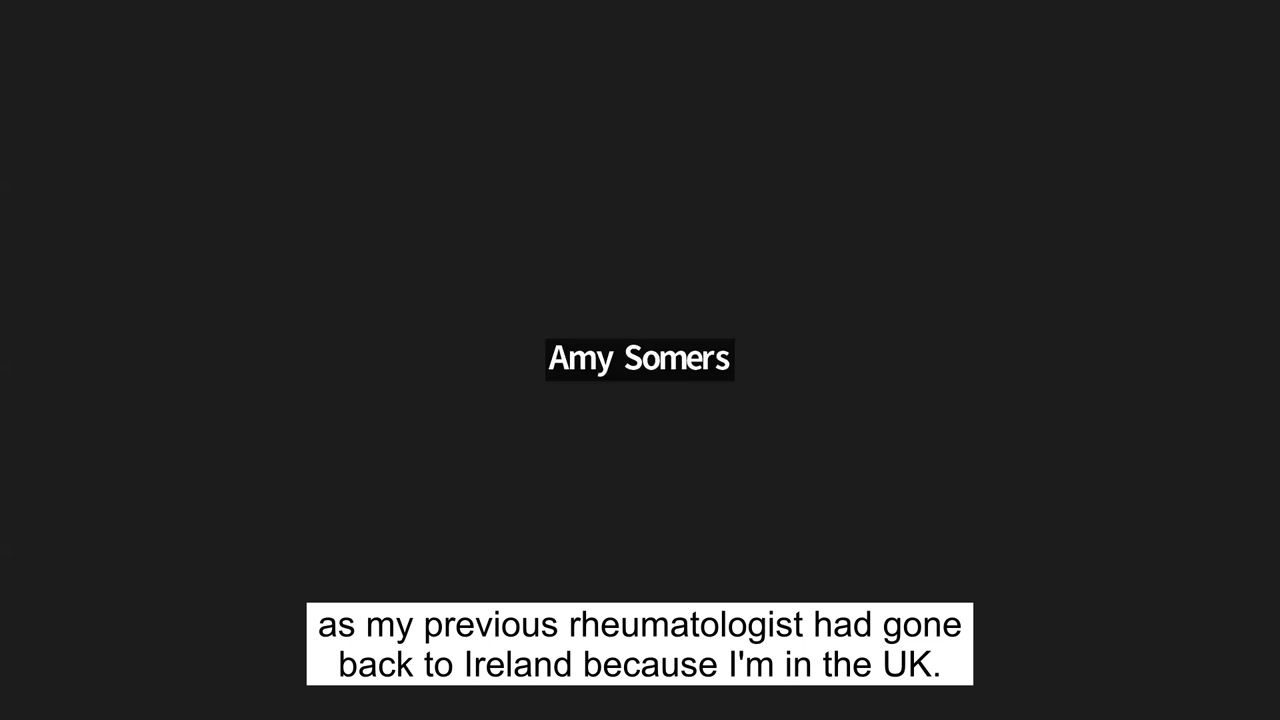 Amy Somers
as my previous rheumatologist had gone
back to Ireland because I'm in the UK.